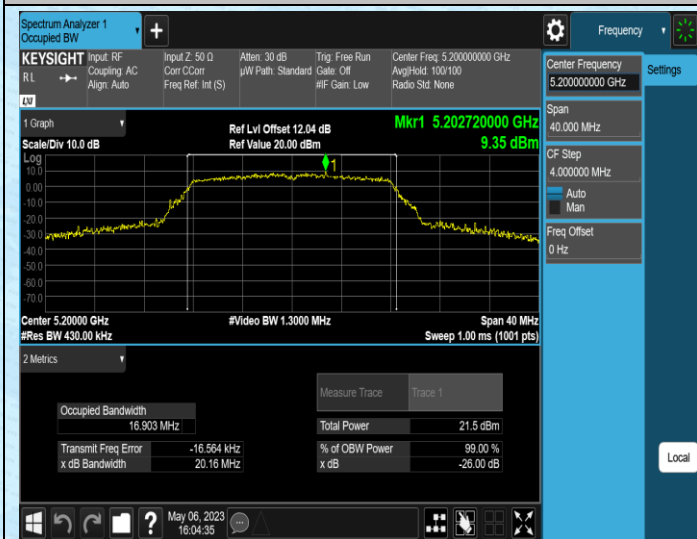 Spectrum Analyzer 1
Occupied BW
Frequency
KEYSIGHT
R L
LXI
Input: RF
Coupling: AC
Align: Auto
Input Z: 50 Ω
Corr CCorr
Freq Ref: Int (S)
Atten: 30 dB
µW Path: Standard
Trig: Free Run
Gate: Off
#IF Gain: Low
Center Freq: 5.200000000 GHz
Avg|Hold: 100/100
Radio Std: None
Center Frequency
5.200000000 GHz
Settings
Span
40.000 MHz
CF Step
4.000000 MHz
Auto
Man
Freq Offset
0 Hz
1 Graph
Scale/Div 10.0 dB
Ref Lvl Offset 12.04 dB
Ref Value 20.00 dBm
Mkr1 5.202720000 GHz
9.35 dBm
Log
10.0
0.00
-10.0
-20.0
-30.0
-40.0
-50.0
-60.0
-70.0
1
Center 5.20000 GHz
#Res BW 430.00 kHz
#Video BW 1.3000 MHz
Span 40 MHz
Sweep 1.00 ms (1001 pts)
2 Metrics
Measure Trace
Trace 1
Occupied Bandwidth
16.903 MHz
Total Power
21.5 dBm
Transmit Freq Error
-16.564 kHz
% of OBW Power
99.00 %
x dB Bandwidth
20.16 MHz
x dB
-26.00 dB
Local
May 06, 2023
16:04:35